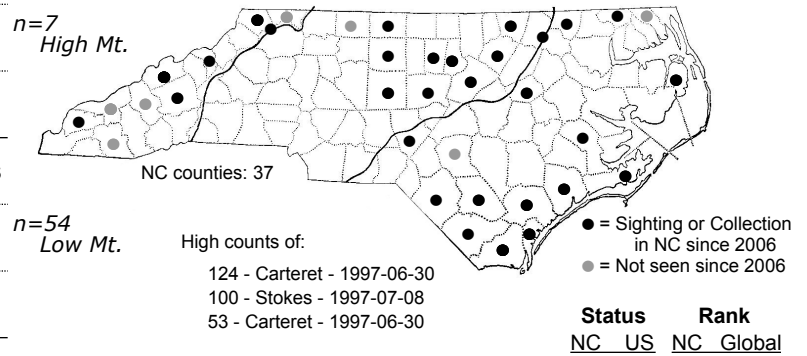 n=7
High Mt.
NC counties: 37
n=54
Low Mt.
High counts of:
124 - Carteret - 1997-06-30
100 - Stokes - 1997-07-08
53 - Carteret - 1997-06-30
= Sighting or Collection
in NC since 2006
= Not seen since 2006
Status Rank
NC US NC Global